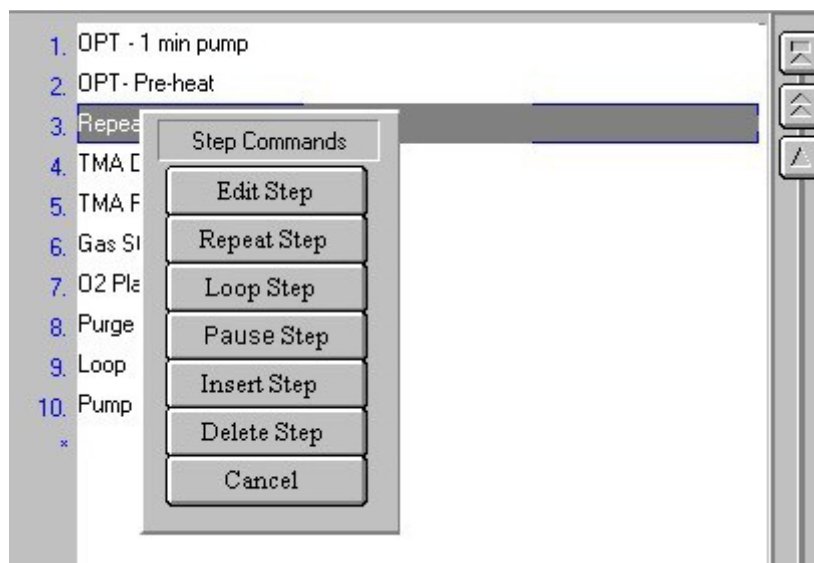 1. OPT - 1 min pump
2. OPT- Pre-heat
3. Repea
4. TMA
5. TMA
6. Gas
7. O2 Pla
8. Purge
9. Loop
10. Pump
*
Step Commands
Edit Step
Repeat Step
Loop Step
Pause Step
Insert Step
Delete Step
Cancel